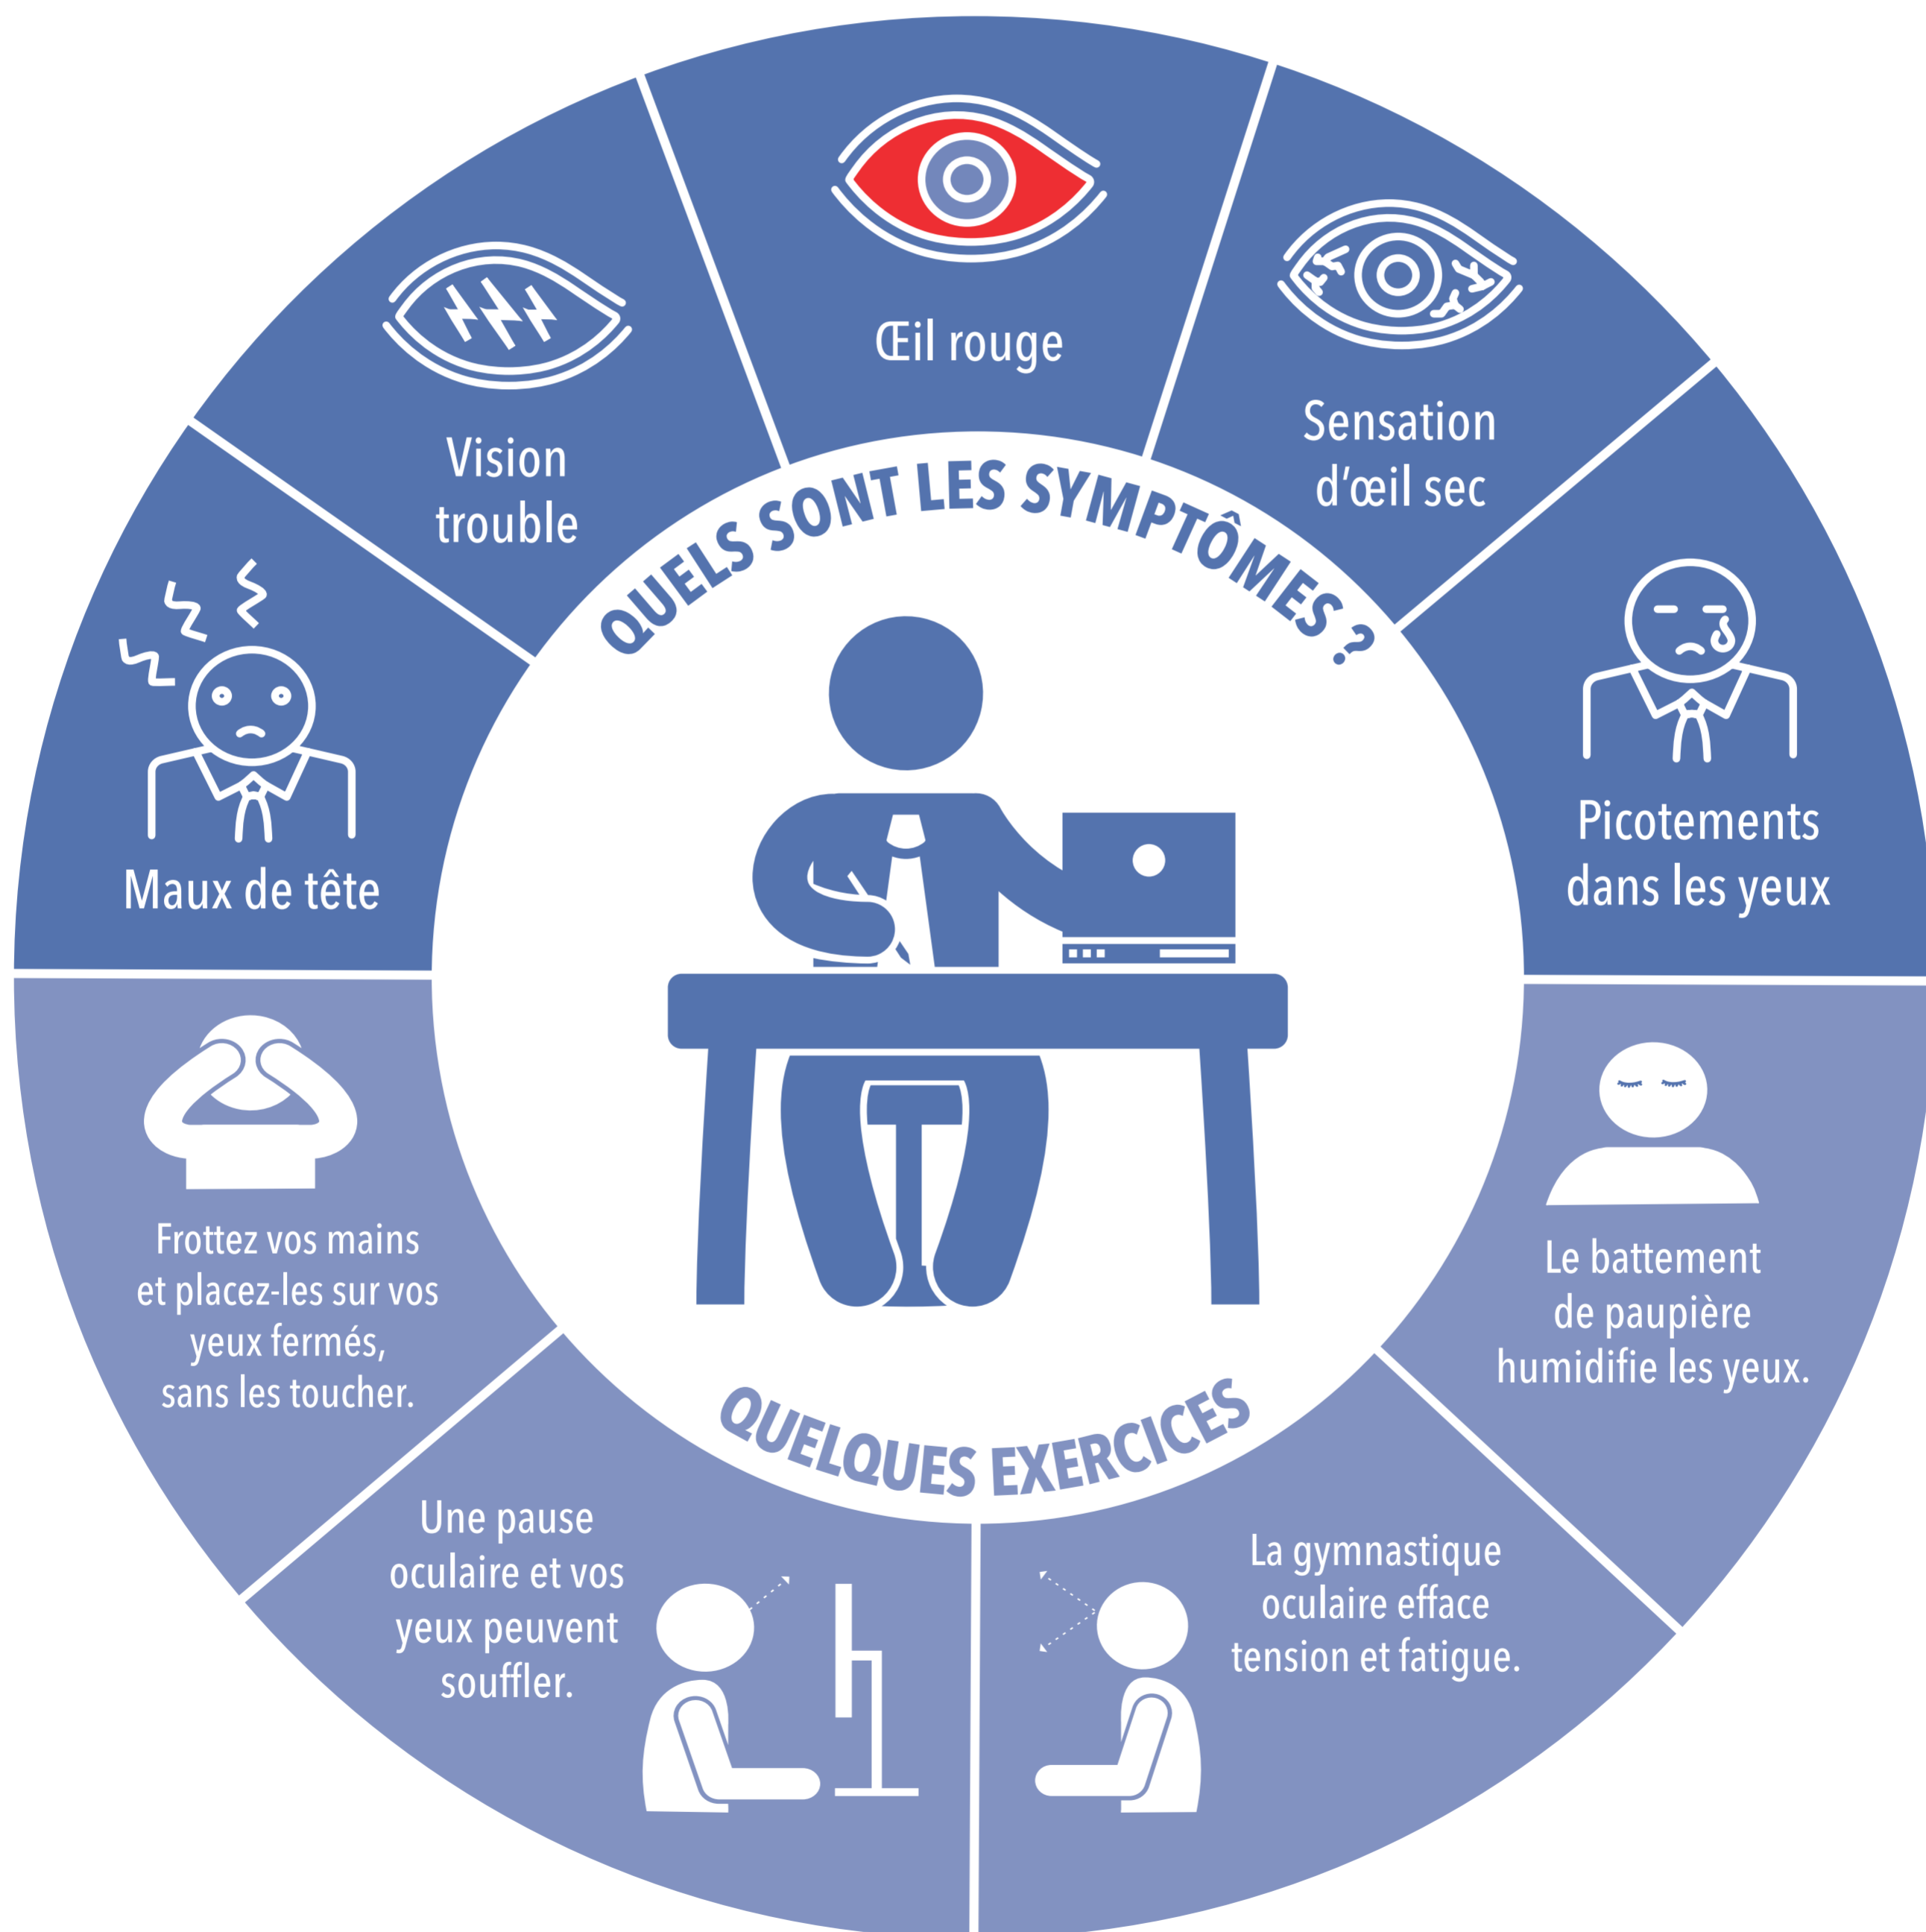 QUELS SONT LES SYMPTÔMES ?
Maux de tête
Vision
trouble
Œil rouge
Sensation
d'œil sec
Picotements
dans les yeux
QUELQUES EXERCICES
Frottez vos mains
et placez-les sur vos
yeux fermés,
sans les toucher.
Une pause
oculaire et vos
yeux peuvent
souffler.
La gymnastique
oculaire efface
tension et fatigue.
Le battement
de paupière
humidifie les yeux.